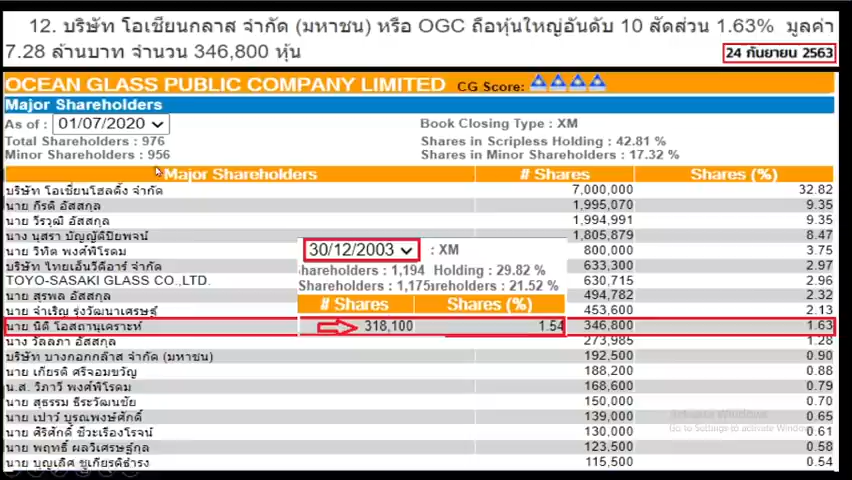 12. บริษัท โอเชียนกลาส จำกัด (มหาชน) หรือ OGC ถือหุ้นใหญ่อันดับ 10 สัดส่วน 1.63% มูลค่า
7.28 ล้านบาท จำนวน 346,800 หุ้น
24 กันยายน 2563
OCEAN GLASS PUBLIC COMPANY LIMITED CG Score:
Major Shareholders
As of : 01/07/2020 Book Closing Type : XM
Total Shareholders : 976 Shares in Scripless Holding : 42.81 %
Minor Shareholders : 956 Shares in Minor Shareholders : 17.32 %
Major Shareholders # Shares Shares (%)
บริษัท โอเชียนโฮลดิ้ง จำกัด 7,000,000 32.82
นาย กีรติ อัสสกุล 1,995,070 9.35
นาย วีรวุฒิ อัสสกุล 1,994,991 9.35
นาง นุสรา บัญญัติปิยพจน์ 1,805,879 8.47
นาย วิฑิต พงศ์พิโรดม 800,000 3.75
บริษัท ไทยเอ็นวีดีอาร์ จำกัด 633,300 2.97
TOYO-SASAKI GLASS CO.,LTD. 630,715 2.96
นาย สุรพล อัสสกุล 494,782 2.32
นาย จำเริญ รุ่งวัฒนาเศรษฐ์ 453,600 2.13
นาย นิติ โอสถานุเคราะห์ 346,800 1.63
นาง วัลลภา อัสสกุล 273,985 1.28
บริษัท บางกอกกล๊าส จำกัด (มหาชน) 192,500 0.90
นาย เกียรติ ศรีจอมขวัญ 188,200 0.88
น.ส. วิภาวี พงศ์พิโรดม 168,600 0.79
นาย สุธรรม ธีระวัฒนชัย 150,000 0.70
นาย เปาว์ บุรณพงษ์ศักดิ์ 139,000 0.65
นาย ศิริศักดิ์ ชีวะเรืองโรจน์ 130,000 0.61
นาย พฤทธิ์ ผลวิเศรษฐ์กุล 123,500 0.58
นาย บุญเลิศ ชูเกียรติธำรง 115,500 0.54
30/12/2003 : XM
hareholders : 1,194 Holding : 29.82 %
Shareholders : 1,175 areholders : 21.52 %
# Shares Shares (%)
318,100 1.54
Activate Windows
Go to Settings to activate Windows.